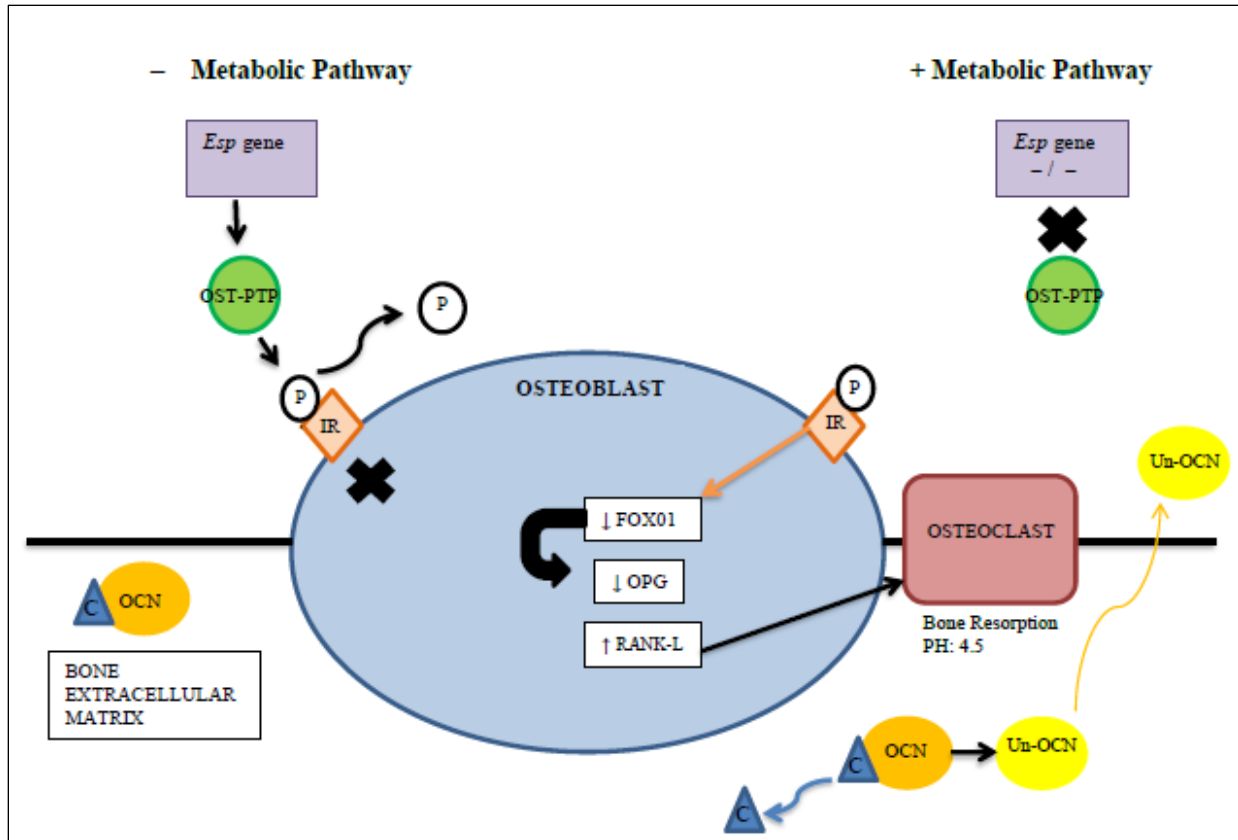 – Metabolic Pathway
+ Metabolic Pathway
Esp gene
Esp gene
– / –
OST-PTP
OST-PTP
P
P
IR
OSTEOBLAST
P
IR
Un-OCN
↓ FOX01
OSTEOCLAST
↓ OPG
C
OCN
Bone Resorption
PH: 4.5
↑ RANK-L
BONE
EXTRACELLULAR
MATRIX
C
OCN
Un-OCN
C